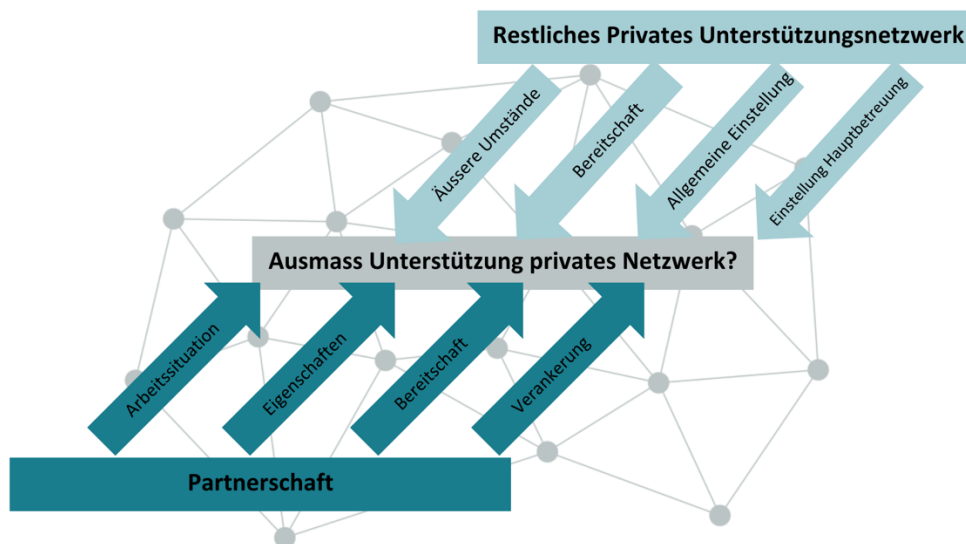 Restliches Privates Unterstützungsnetzwerk
Äussere Umstände
Bereitschaft
Allgemeine Einstellung
Einstellung Hauptbetreuung
Ausmass Unterstützung privates Netzwerk?
Arbeitssituation
Eigenschaften
Bereitschaft
Verankerung
Partnerschaft